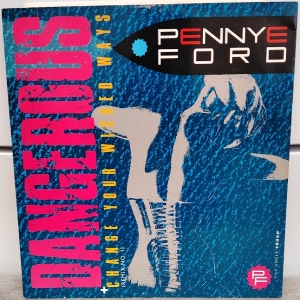 PENNYE
FORD
DANGEROUS
+CHANGE YOUR WICKED WAYS
PF